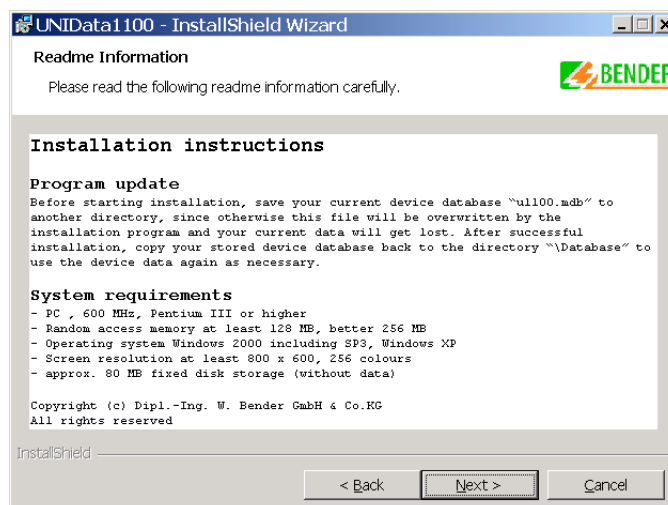 UNIData1100 - InstallShield Wizard
Readme Information
Please read the following readme information carefully.
BENDER
Installation instructions
Program update
Before starting installation, save your current device database "u1100.mdb" to
another directory, since otherwise this file will be overwritten by the
installation program and your current data will get lost. After successful
installation, copy your stored device database back to the directory "\Database" to
use the device data again as necessary.
System requirements
- PC , 600 MHz, Pentium III or higher
- Random access memory at least 128 MB, better 256 MB
- Operating system Windows 2000 including SP3, Windows XP
- Screen resolution at least 800 x 600, 256 colours
- approx. 80 MB fixed disk storage (without data)
Copyright (c) Dipl.-Ing. W. Bender GmbH & Co.KG
All rights reserved
InstallShield
< Back
Next >
Cancel